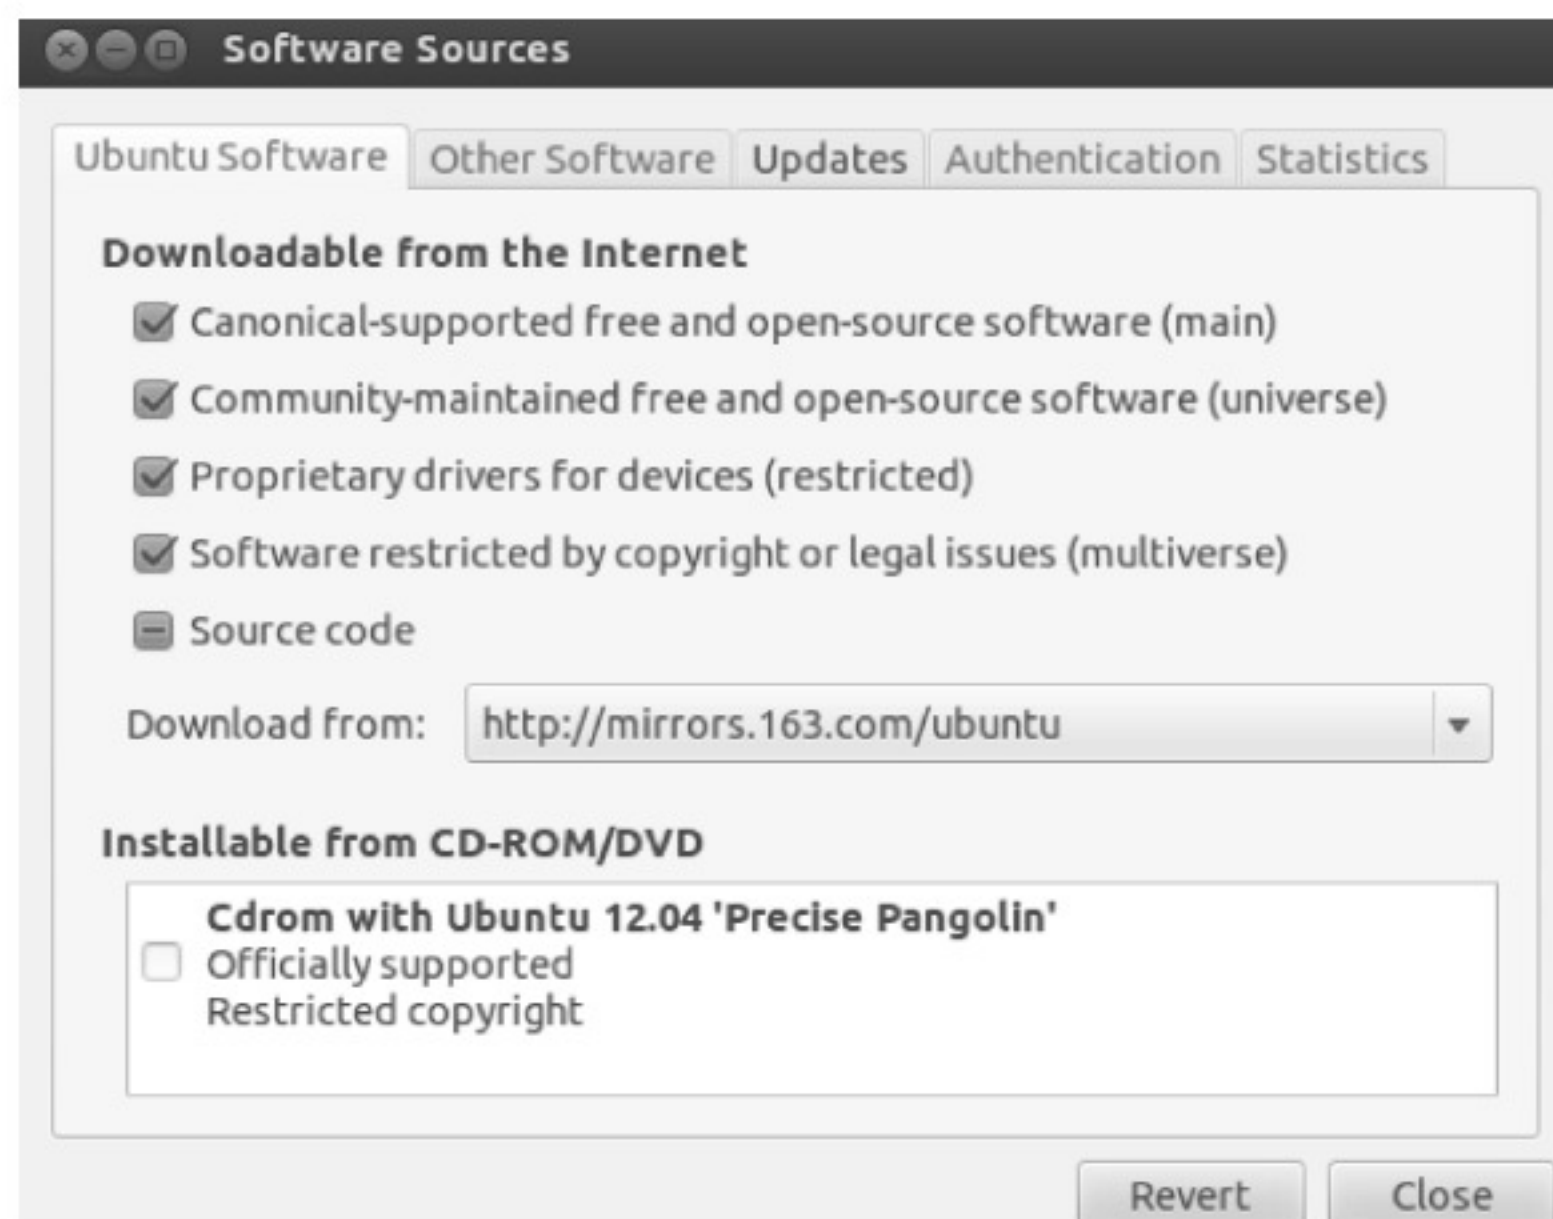 Software Sources
Ubuntu Software Other Software Updates Authentication Statistics
Downloadable from the Internet
Canonical-supported free and open-source software (main)
Community-maintained free and open-source software (universe)
Proprietary drivers for devices (restricted)
Software restricted by copyright or legal issues (multiverse)
Source code
Download from: http://mirrors.163.com/ubuntu
Installable from CD-ROM/DVD
Cdrom with Ubuntu 12.04 'Precise Pangolin'
Officially supported
Restricted copyright
Revert Close